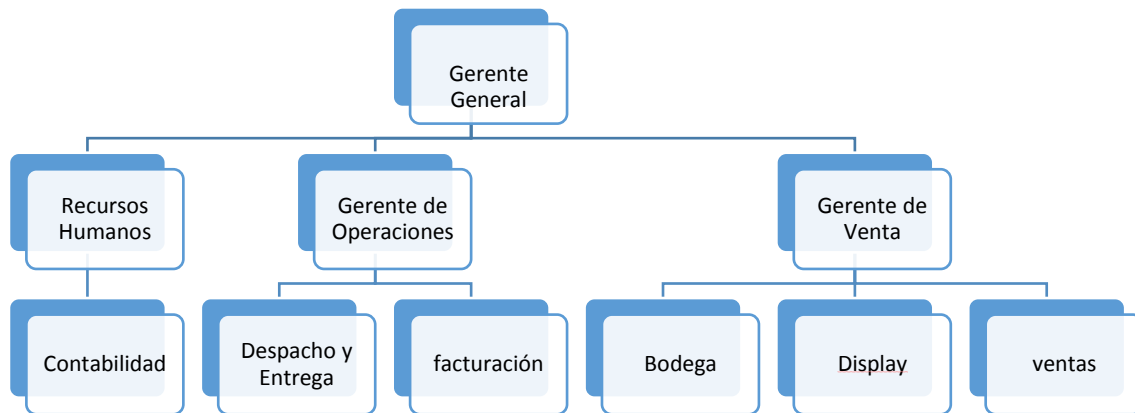 Gerente
General
Recursos
Humanos
Gerente de
Operaciones
Gerente de
Venta
Contabilidad
Despacho y
Entrega
facturación
Bodega
Display
ventas